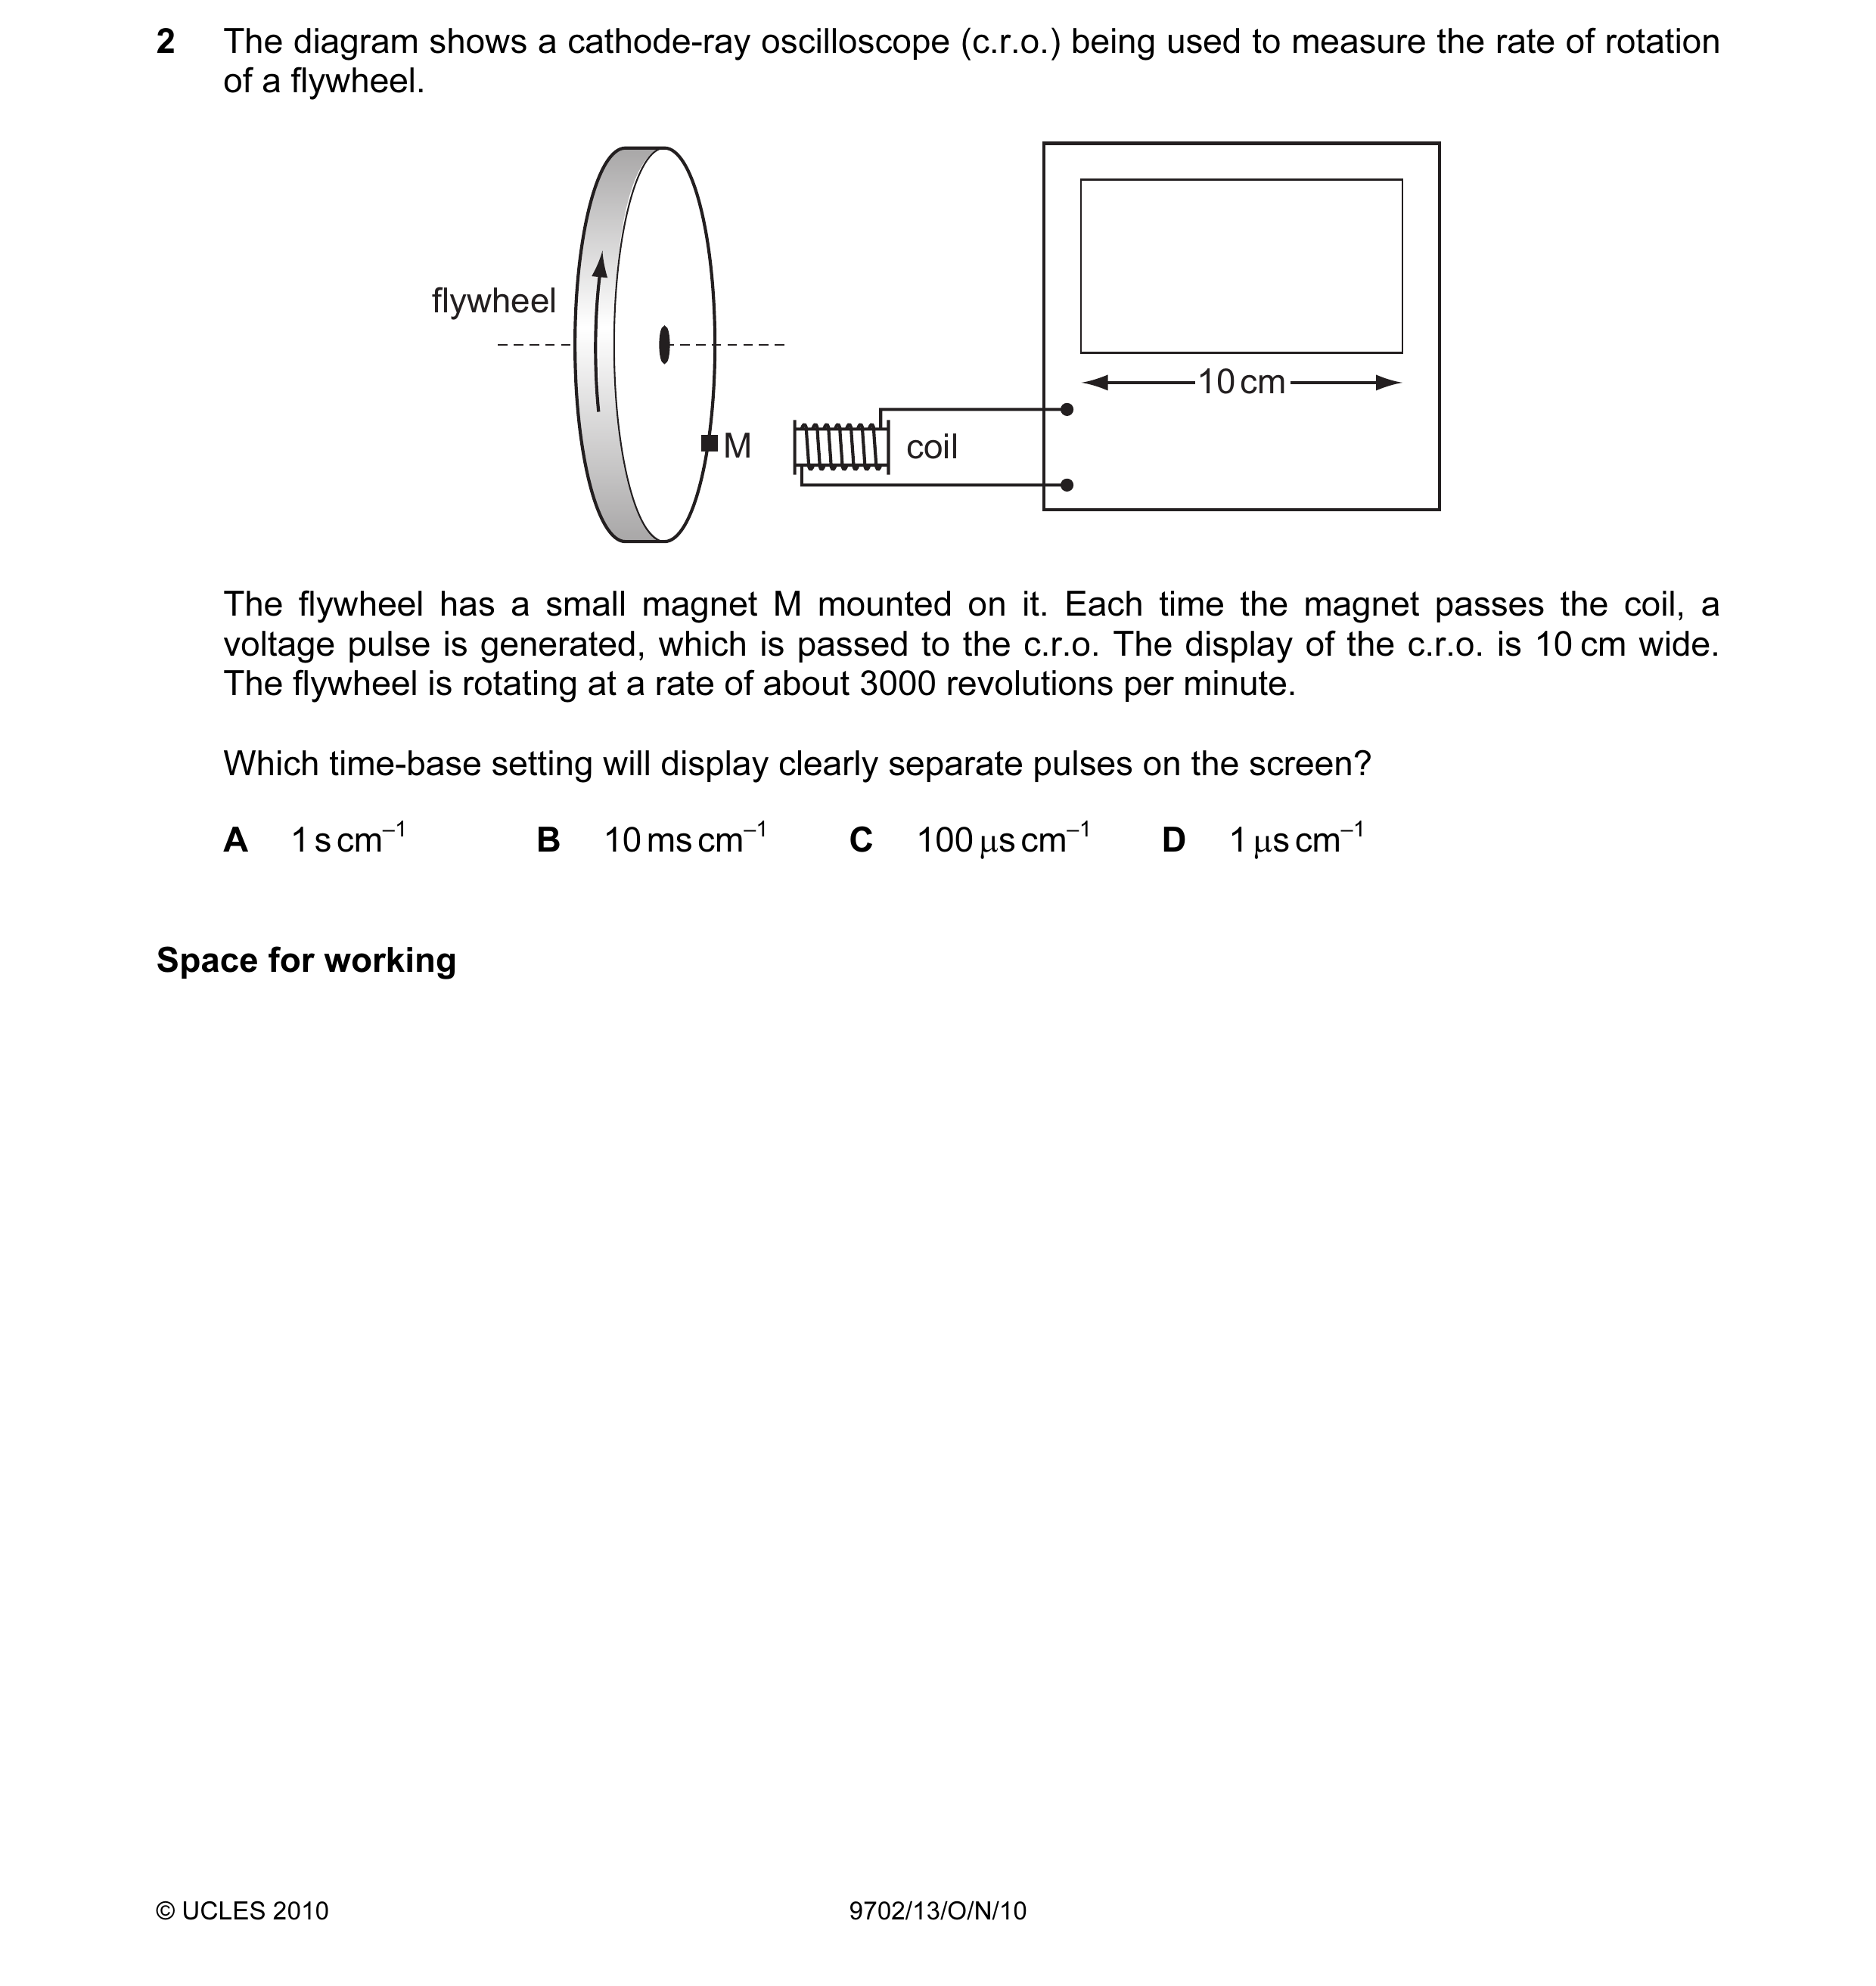 2 The diagram shows a cathode-ray oscilloscope (c.r.o.) being used to measure the rate of rotation
of a flywheel.
flywheel
10 cm
M
coil
The flywheel has a small magnet M mounted on it. Each time the magnet passes the coil, a
voltage pulse is generated, which is passed to the c.r.o. The display of the c.r.o. is 10 cm wide.
The flywheel is rotating at a rate of about 3000 revolutions per minute.
Which time-base setting will display clearly separate pulses on the screen?
A 1 s cm⁻¹ B 10 ms cm⁻¹ C 100 µs cm⁻¹ D 1 µs cm⁻¹
Space for working
© UCLES 2010 9702/13/O/N/10